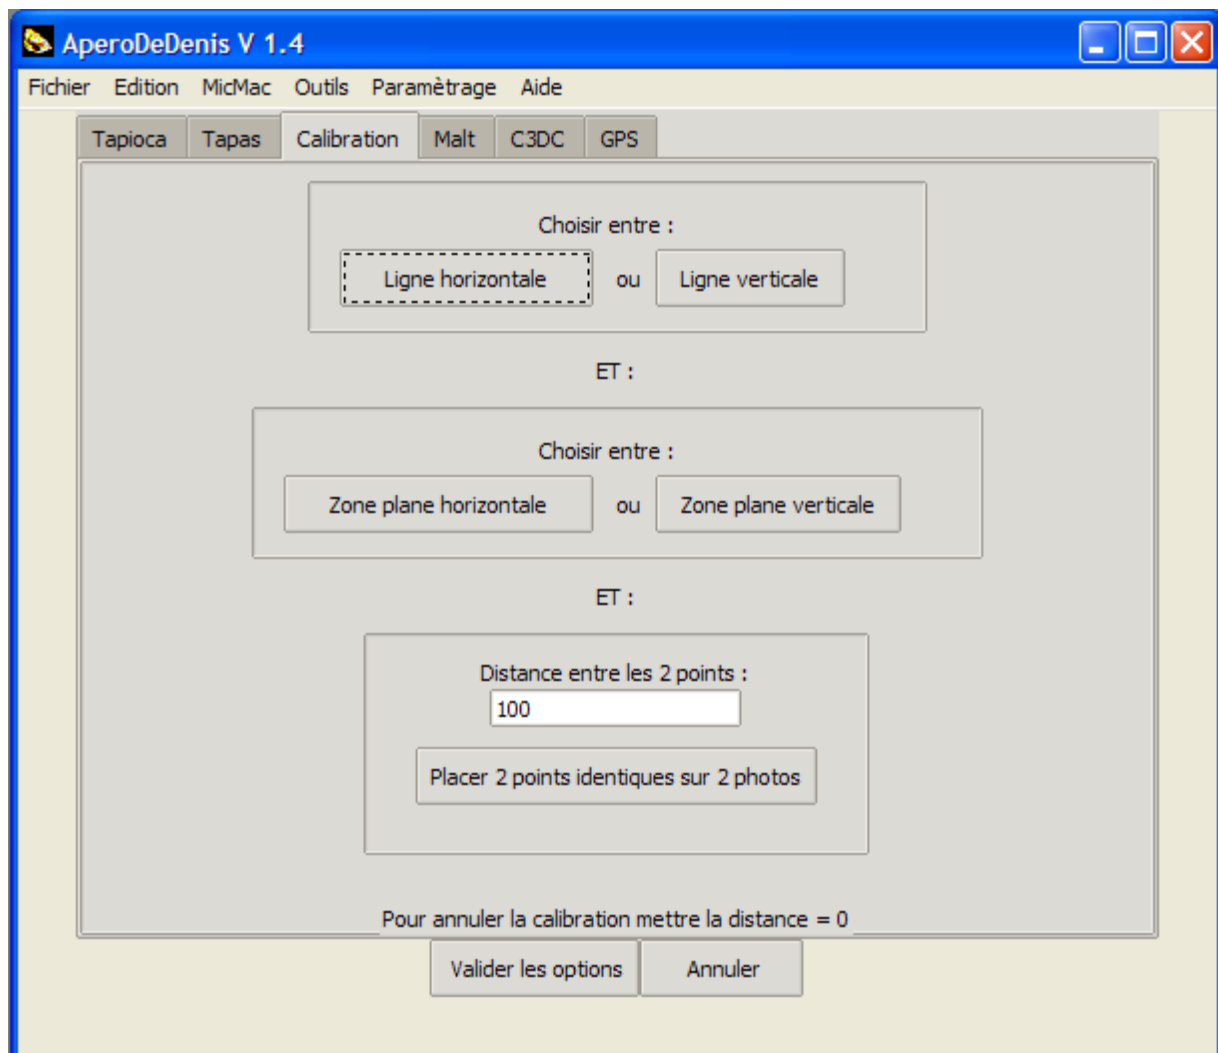 AperoDeDenis V 1.4
Fichier Edition MicMac Outils Paramètrage Aide
Tapioca Tapas Calibration Malt C3DC GPS
Choisir entre :
Ligne horizontale ou Ligne verticale
ET :
Choisir entre :
Zone plane horizontale ou Zone plane verticale
ET :
Distance entre les 2 points :
100
Placer 2 points identiques sur 2 photos
Pour annuler la calibration mettre la distance = 0
Valider les options Annuler